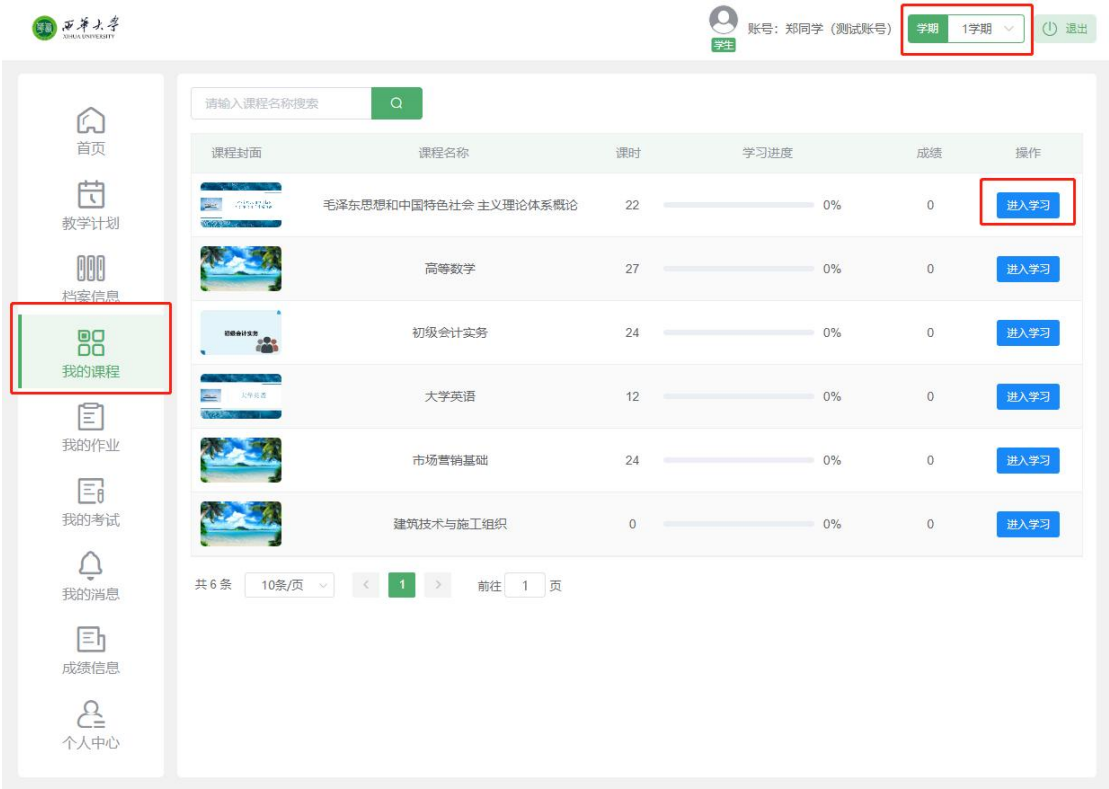 西华大学
XIHUA UNIVERSITY
学生
账号：郑同学（测试账号）
学期 1学期
退出
首页
教学计划
档案信息
我的课程
我的作业
我的考试
我的消息
成绩信息
个人中心
请输入课程名称搜索
课程封面 课程名称 课时 学习进度 成绩 操作
毛泽东思想和中国特色社会 主义理论体系概论 22 0% 0 进入学习
高等数学 27 0% 0 进入学习
初级会计实务 初级会计实务 24 0% 0 进入学习
大学英语 大学英语 12 0% 0 进入学习
市场营销基础 24 0% 0 进入学习
建筑技术与施工组织 0 0% 0 进入学习
共 6 条 10条/页 < 1 > 前往 1 页